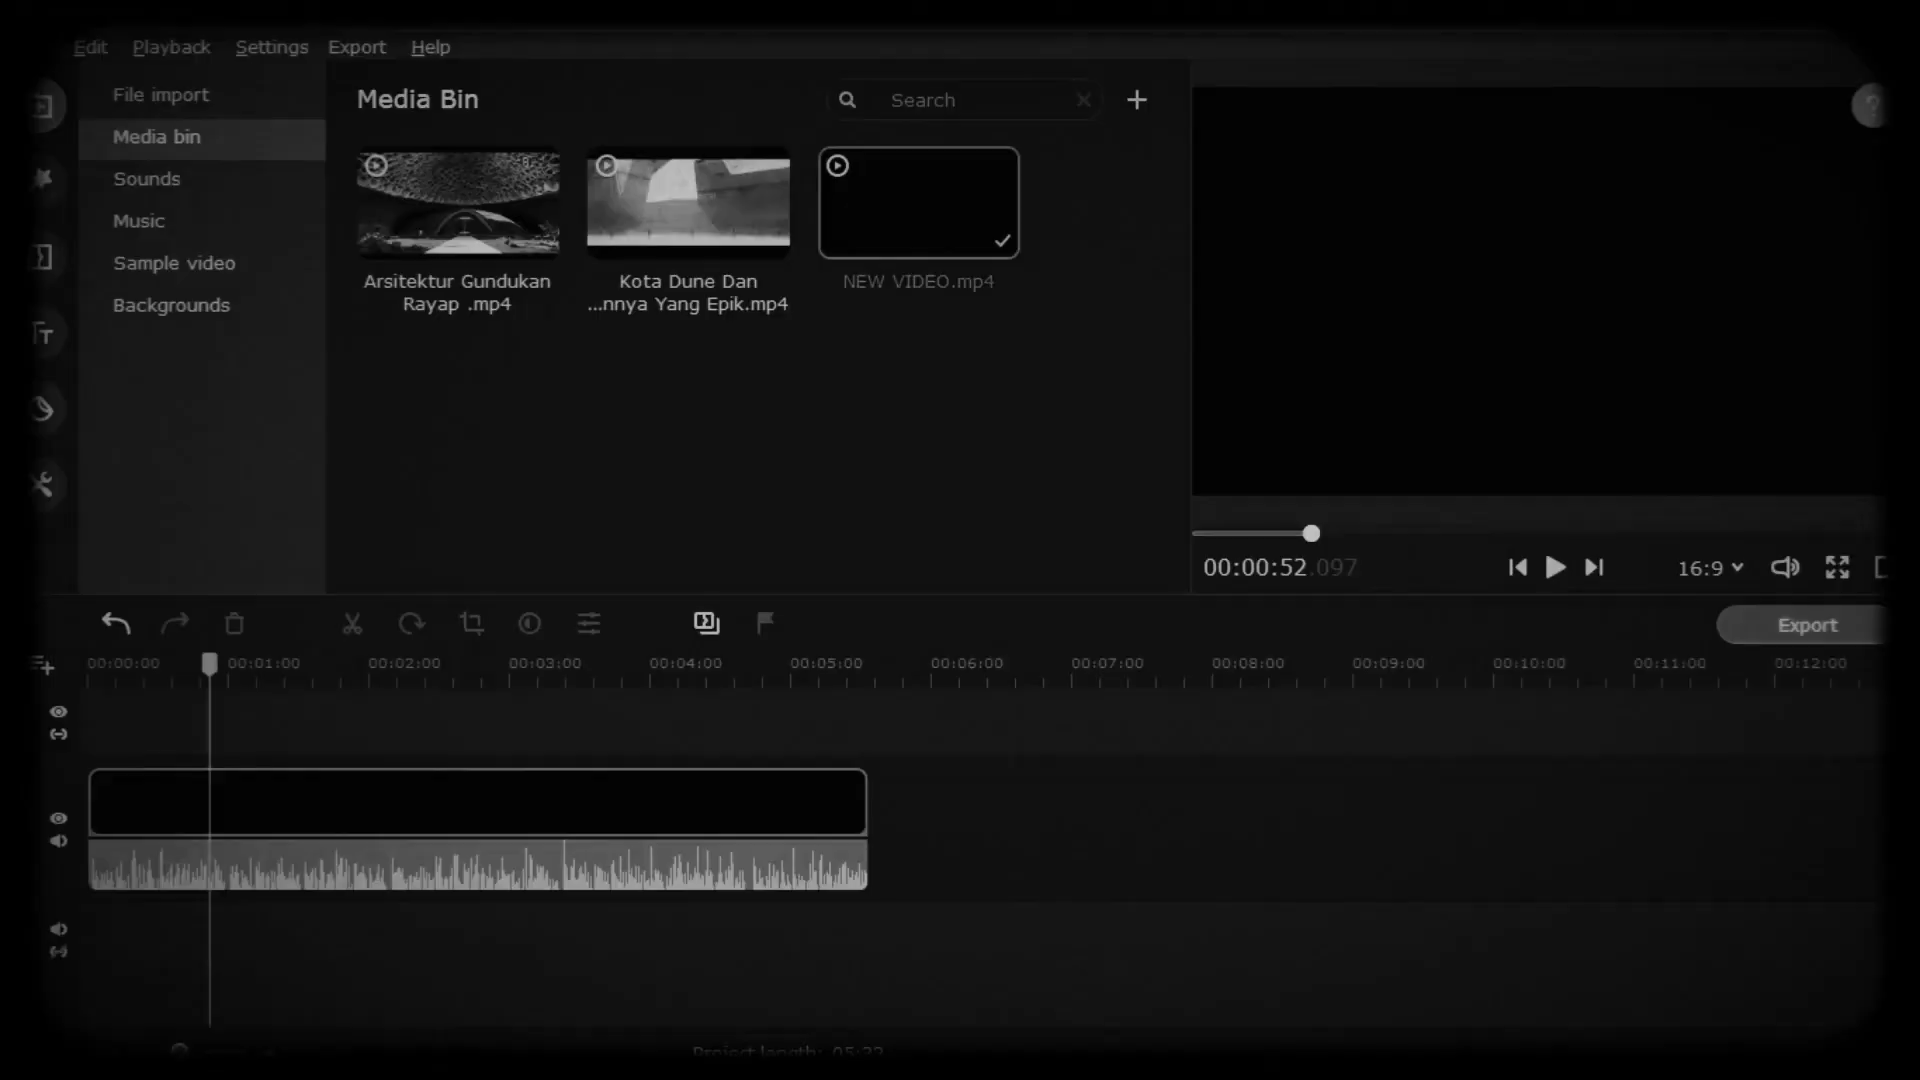 Edit Playback Settings Export Help
File import
Media bin
Sounds
Music
Sample video
Backgrounds
Media Bin
Search
Arsitektur Gundukan
Rayap .mp4
Kota Dune Dan
...nnya Yang Epik.mp4
NEW VIDEO.mp4
00:00:52.097
16:9
Export
00:00:00 00:01:00 00:02:00 00:03:00 00:04:00 00:05:00 00:06:00 00:07:00 00:08:00 00:09:00 00:10:00 00:11:00 00:12:00
Project length: 05:32